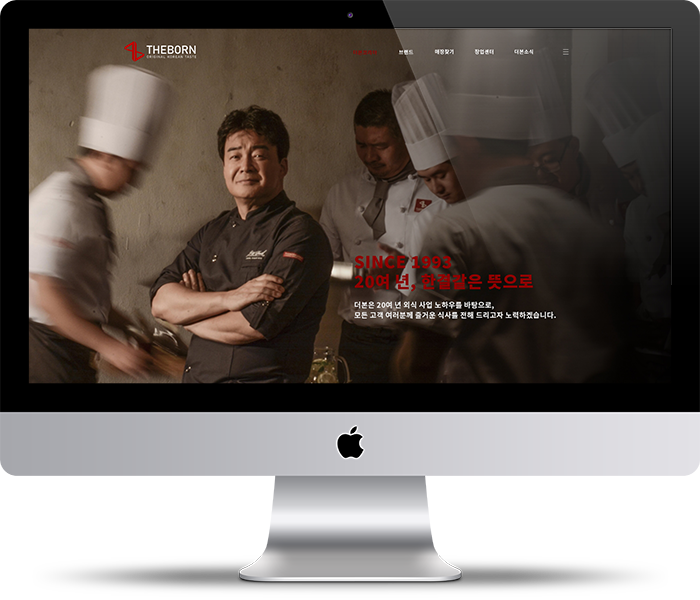 THEBORN
ORIGINAL KOREAN TASTE
브랜드
매장찾기
창업센터
더본소식
SINCE 1993
20여 년, 한결같은 뜻으로
더본은 20여 년 외식 사업 노하우를 바탕으로,
모든 고객 여러분께 즐거운 식사를 전해 드리고자 노력하겠습니다.